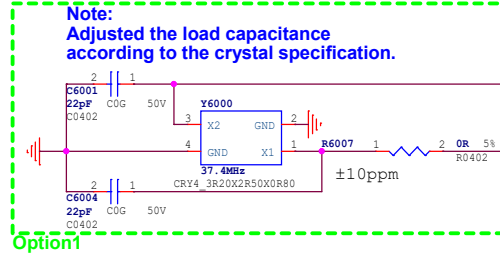 Note:
Adjusted the load capacitance
according to the crystal specification.
2 1
C6001
22pF C0G 50V
C0402
Y6000
3 X2 GND 2
4 GND X1 1
37.4MHz
CRY4_3R20X2R50X0R80
R6007 1 2 0R 5%
R0402
±10ppm
2 1
C6004
22pF C0G 50V
C0402
Option1